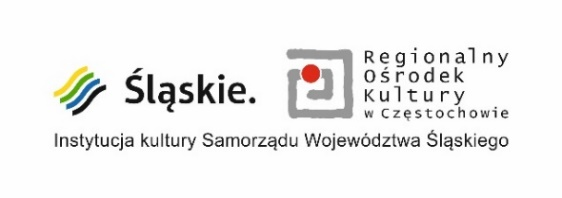 Śląskie.
Regionalny
Ośrodek
Kultury
w Częstochowie
Instytucja kultury Samorządu Województwa Śląskiego